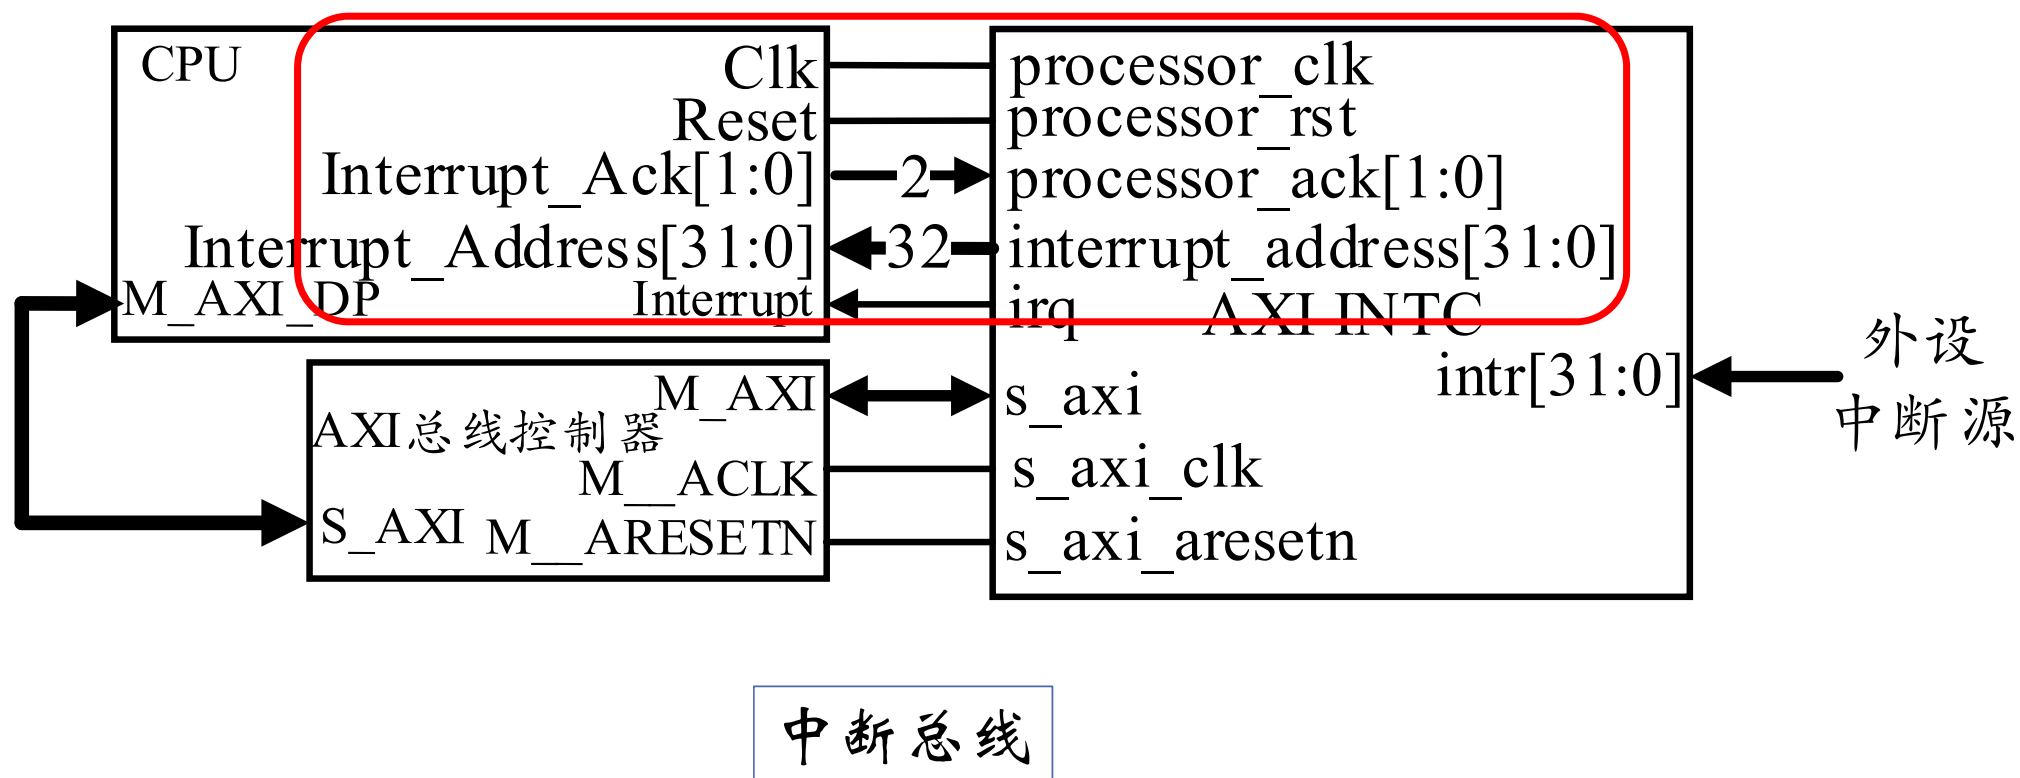 CPU
Clk
processor_clk
Reset
processor_rst
Interrupt_Ack[1:0]
2
processor_ack[1:0]
Interrupt_Address[31:0]
32
interrupt_address[31:0]
M_AXI_DP
Interrupt
irq
AXI INTC
外设
中断源
intr[31:0]
M_AXI
s_axi
AXI总线控制器
M__ACLK
s_axi_clk
S_AXI
M__ARESETN
s_axi_aresetn
中断总线